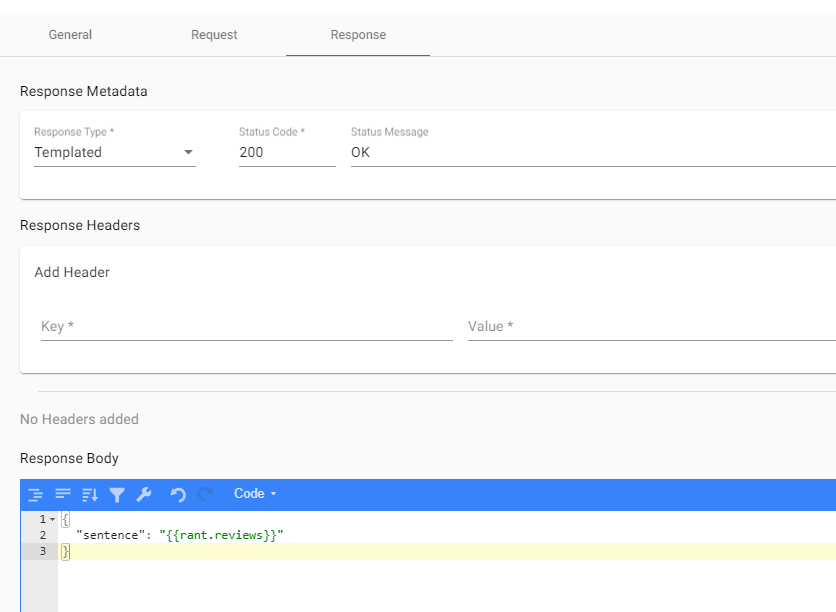 General Request Response
Response Metadata
Response Type * Status Code * Status Message
Templated 200 OK
Response Headers
Add Header
Key * Value *
No Headers added
Response Body
Code
1 {
2 "sentence": "{{rant.reviews}}"
3 }